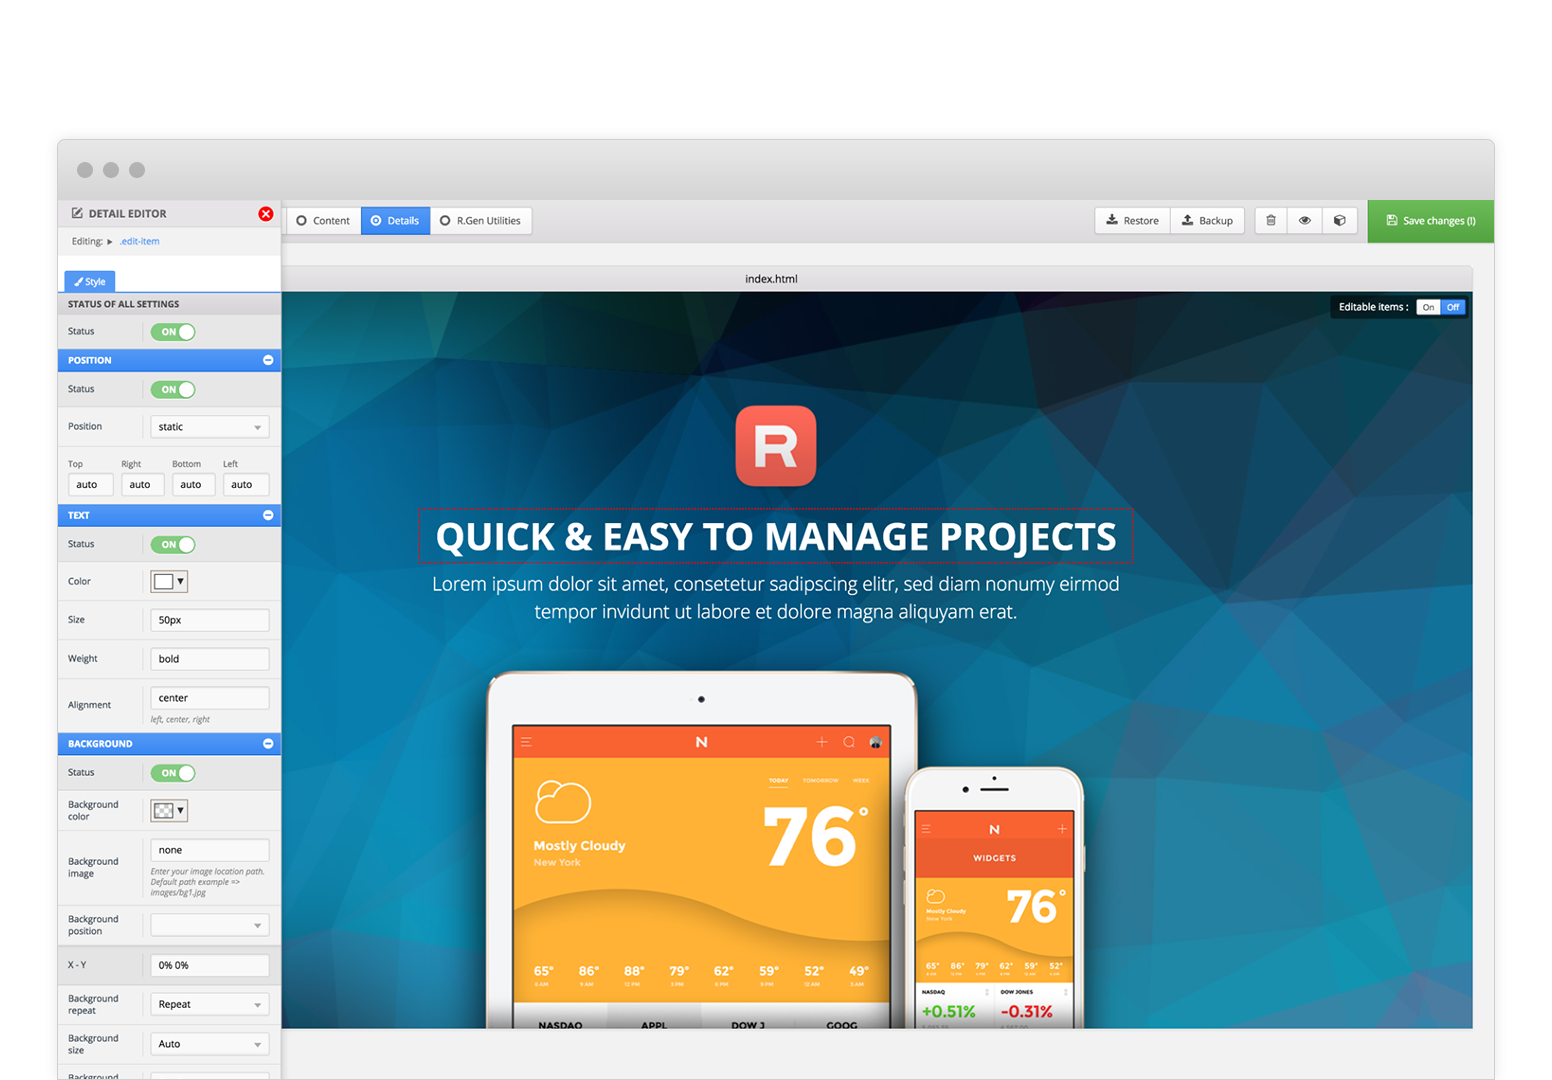 DETAIL EDITOR
Content
Details
R.Gen Utilities
Restore
Backup
Save changes (!)
Editing: ▸ .edit-item
Style
index.html
STATUS OF ALL SETTINGS
Editable items : On Off
Status ON
POSITION
Status ON
Position static
Top Right Bottom Left
auto auto auto auto
TEXT
Status ON
Color
Size 50px
Weight bold
Alignment center
left, center, right
BACKGROUND
Status ON
Background
color
Background
image
none
Enter your image location path.
Default path example =>
images/bg1.jpg
Background
position
X - Y 0% 0%
Background
repeat
Repeat
Background
size
Auto
Background
R
QUICK & EASY TO MANAGE PROJECTS
Lorem ipsum dolor sit amet, consetetur sadipscing elitr, sed diam nonumy eirmod
tempor invidunt ut labore et dolore magna aliquyam erat.
N
TODAY TOMORROW WEEK
76°
Mostly Cloudy
New York
65° 86° 88° 79° 62° 59° 52° 49°
NASDAQ APPL DOW J GOOG
N
WIDGETS
76°
Mostly Cloudy
New York
65° 86° 79° 62° 59° 52°
NASDAQ DOW JONES
+0.51% -0.31%